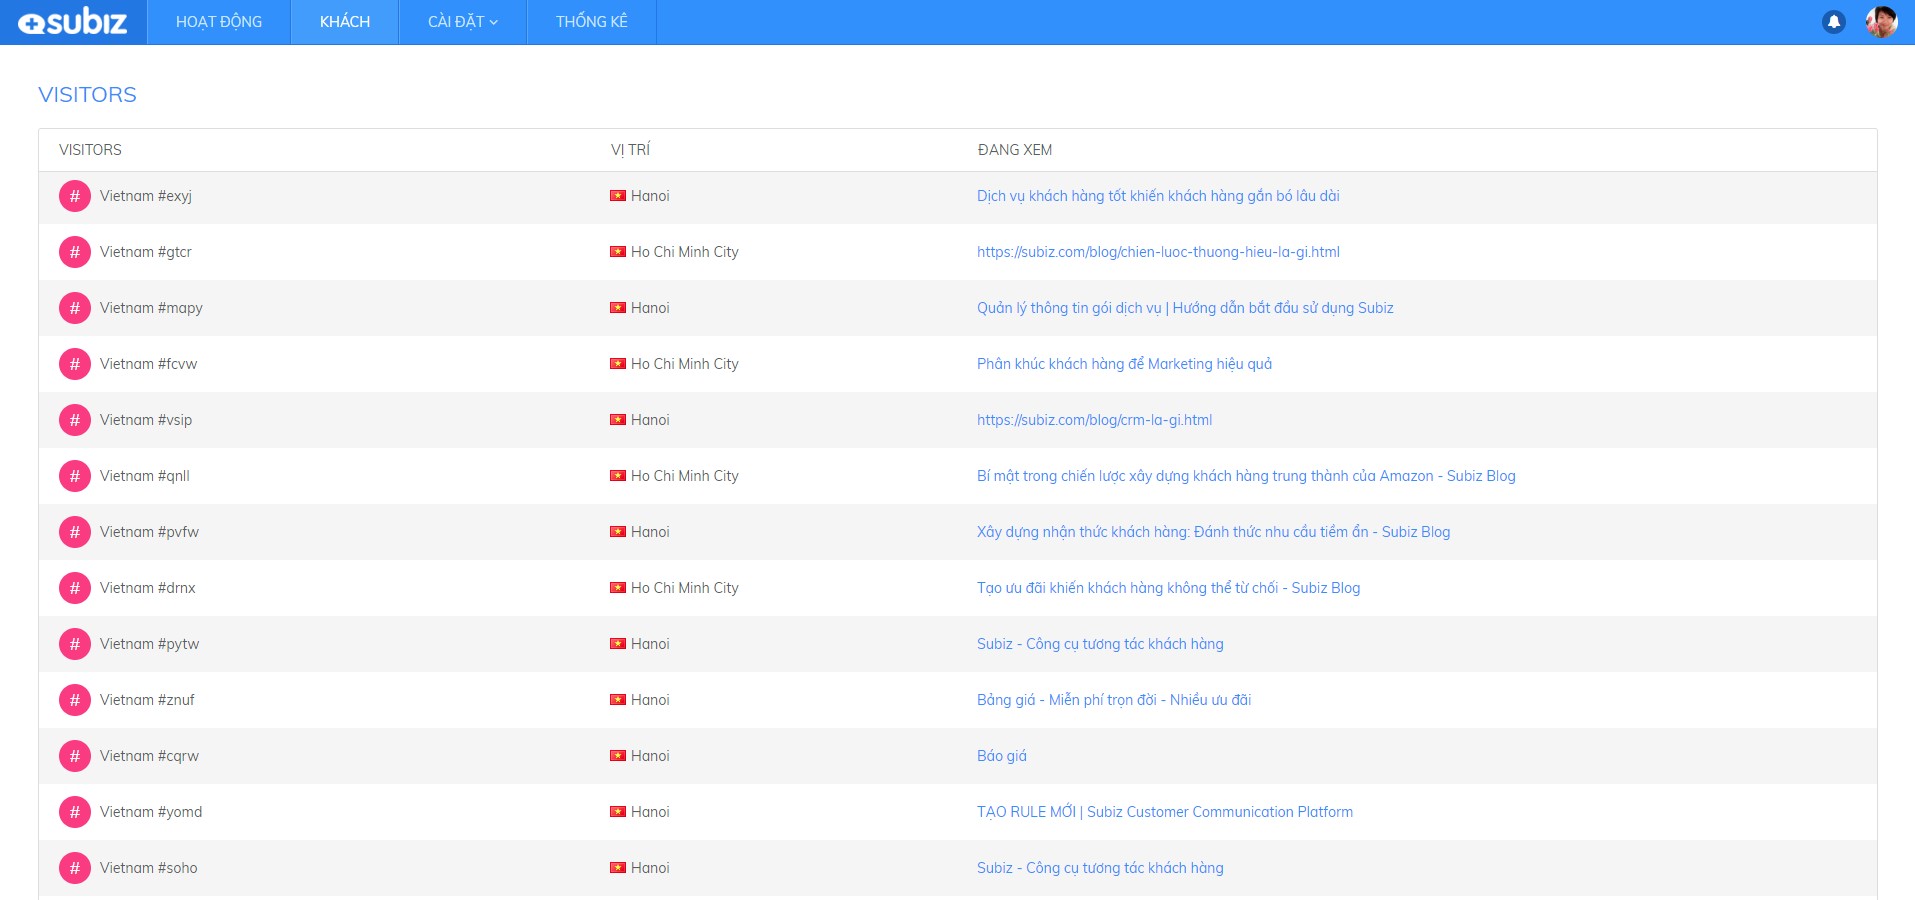 subiz HOẠT ĐỘNG KHÁCH CÀI ĐẶT THỐNG KÊ
VISITORS
VISITORS VỊ TRÍ ĐANG XEM
# Vietnam #exyj Hanoi Dịch vụ khách hàng tốt khiến khách hàng gắn bó lâu dài
# Vietnam #gtcr Ho Chi Minh City https://subiz.com/blog/chien-luoc-thuong-hieu-la-gi.html
# Vietnam #mapy Hanoi Quản lý thông tin gói dịch vụ | Hướng dẫn bắt đầu sử dụng Subiz
# Vietnam #fcvw Ho Chi Minh City Phân khúc khách hàng để Marketing hiệu quả
# Vietnam #vsip Hanoi https://subiz.com/blog/crm-la-gi.html
# Vietnam #qnll Ho Chi Minh City Bí mật trong chiến lược xây dựng khách hàng trung thành của Amazon - Subiz Blog
# Vietnam #pvfw Hanoi Xây dựng nhận thức khách hàng: Đánh thức nhu cầu tiềm ẩn - Subiz Blog
# Vietnam #drnx Ho Chi Minh City Tạo ưu đãi khiến khách hàng không thể từ chối - Subiz Blog
# Vietnam #pytw Hanoi Subiz - Công cụ tương tác khách hàng
# Vietnam #znuf Hanoi Bảng giá - Miễn phí trọn đời - Nhiều ưu đãi
# Vietnam #cqrw Hanoi Báo giá
# Vietnam #yomd Hanoi TẠO RULE MỚI | Subiz Customer Communication Platform
# Vietnam #soho Hanoi Subiz - Công cụ tương tác khách hàng